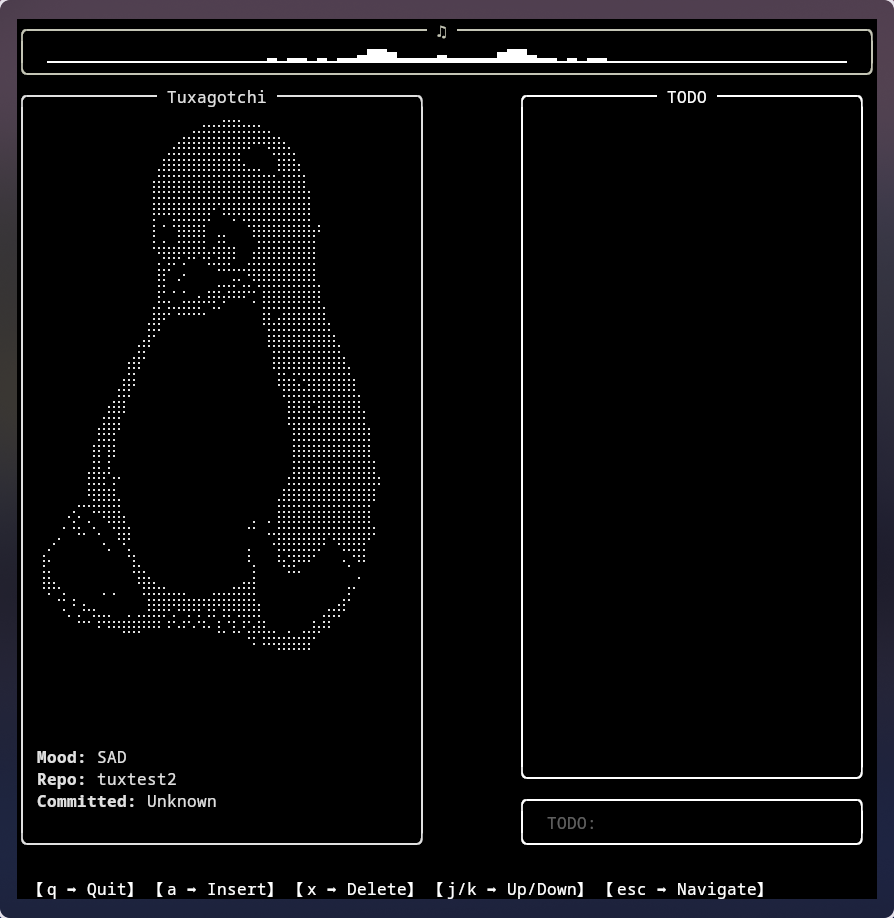 ♫
Tuxagotchi
TODO
Mood: SAD
Repo: tuxtest2
Committed: Unknown
TODO:
【q → Quit】 【a → Insert】 【x → Delete】 【j/k → Up/Down】 【esc → Navigate】